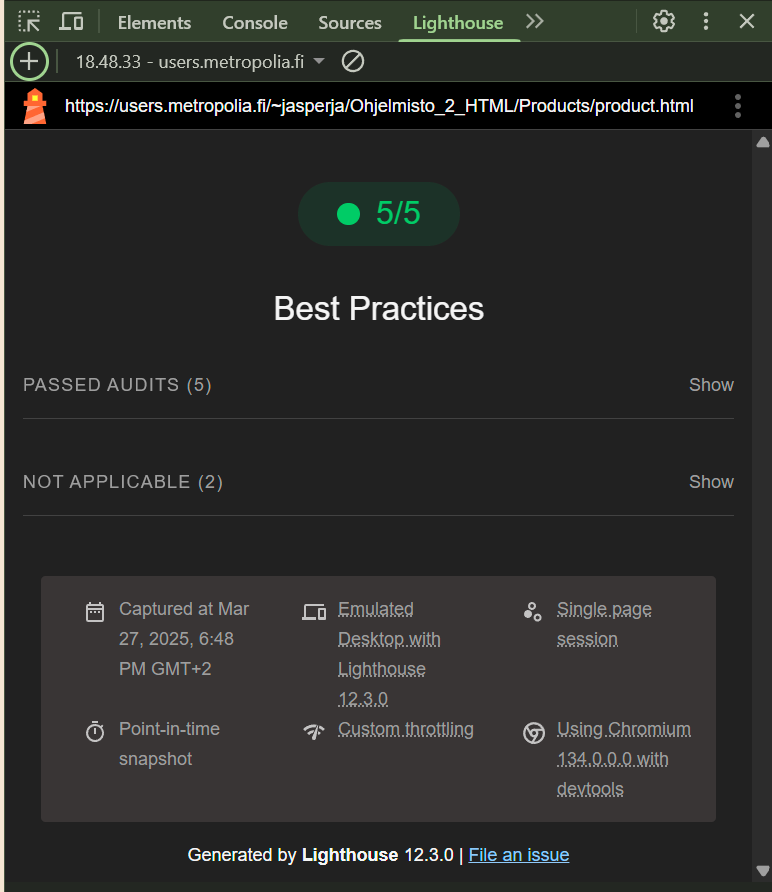 Elements Console Sources Lighthouse
18.48.33 - users.metropolia.fi
https://users.metropolia.fi/~jasperja/Ohjelmisto_2_HTML/Products/product.html
5/5
Best Practices
PASSED AUDITS (5) Show
NOT APPLICABLE (2) Show
Captured at Mar
27, 2025, 6:48
PM GMT+2
Emulated
Desktop with
Lighthouse
12.3.0
Single page
session
Point-in-time
snapshot
Custom throttling
Using Chromium
134.0.0.0 with
devtools
Generated by Lighthouse 12.3.0 | File an issue